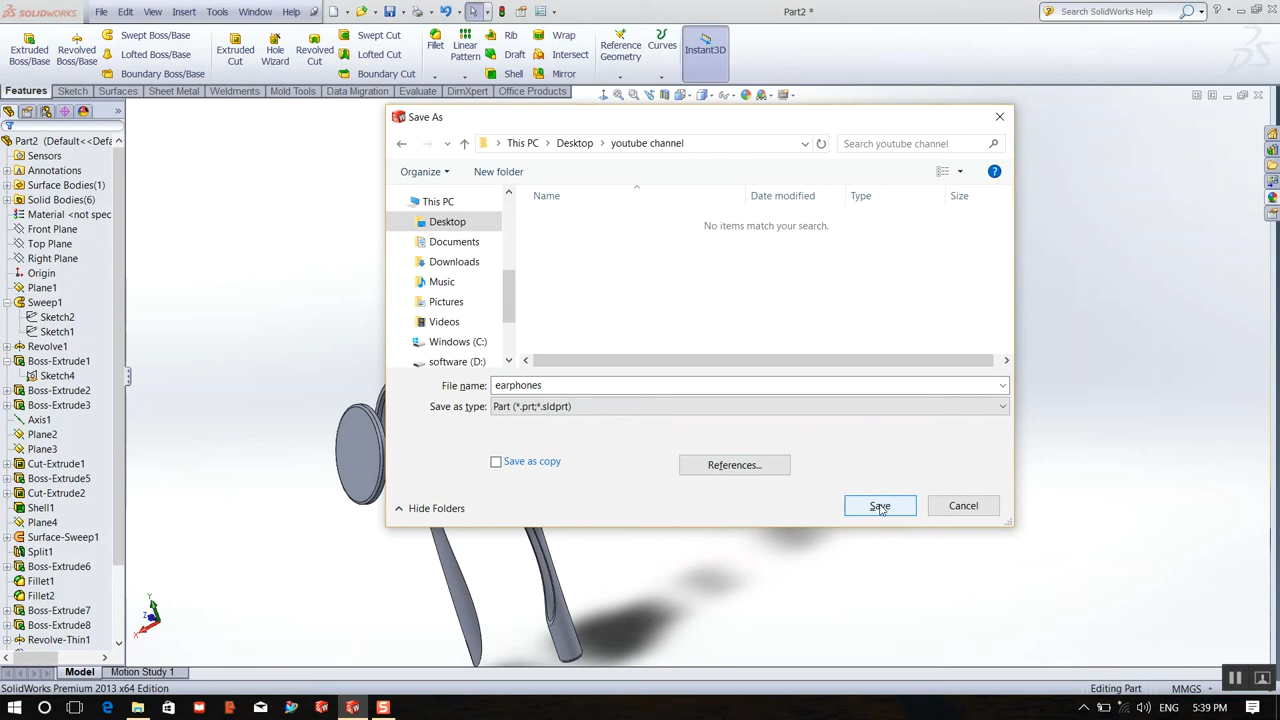 SOLIDWORKS File Edit View Insert Tools Window Help Part2 * Search SolidWorks Help
Extruded Boss/Base
Revolved Boss/Base
Swept Boss/Base
Lofted Boss/Base
Boundary Boss/Base
Extruded Cut
Hole Wizard
Revolved Cut
Swept Cut
Lofted Cut
Boundary Cut
Fillet
Linear Pattern
Rib
Draft
Shell
Wrap
Intersect
Mirror
Reference Geometry
Curves
Instant3D
Features Sketch Surfaces Sheet Metal Weldments Mold Tools Data Migration Evaluate DimXpert Office Products
Part2 (Default<<Defa
Sensors
Annotations
Surface Bodies(1)
Solid Bodies(6)
Material <not spec
Front Plane
Top Plane
Right Plane
Origin
Plane1
Sweep1
Sketch2
Sketch1
Revolve1
Boss-Extrude1
Sketch4
Boss-Extrude2
Boss-Extrude3
Axis1
Plane2
Plane3
Cut-Extrude1
Boss-Extrude5
Cut-Extrude2
Shell1
Plane4
Surface-Sweep1
Split1
Boss-Extrude6
Fillet1
Fillet2
Boss-Extrude7
Boss-Extrude8
Revolve-Thin1
Save As
This PC > Desktop > youtube channel
Search youtube channel
Organize
New folder
This PC
Desktop
Documents
Downloads
Music
Pictures
Videos
Windows (C:)
software (D:)
Name Date modified Type Size
No items match your search.
File name: earphones
Save as type: Part (*.prt;*.sldprt)
Save as copy
References...
Hide Folders
Save
Cancel
Y
Z
X
Model Motion Study 1
SolidWorks Premium 2013 x64 Edition Editing Part MMGS
ENG 5:39 PM